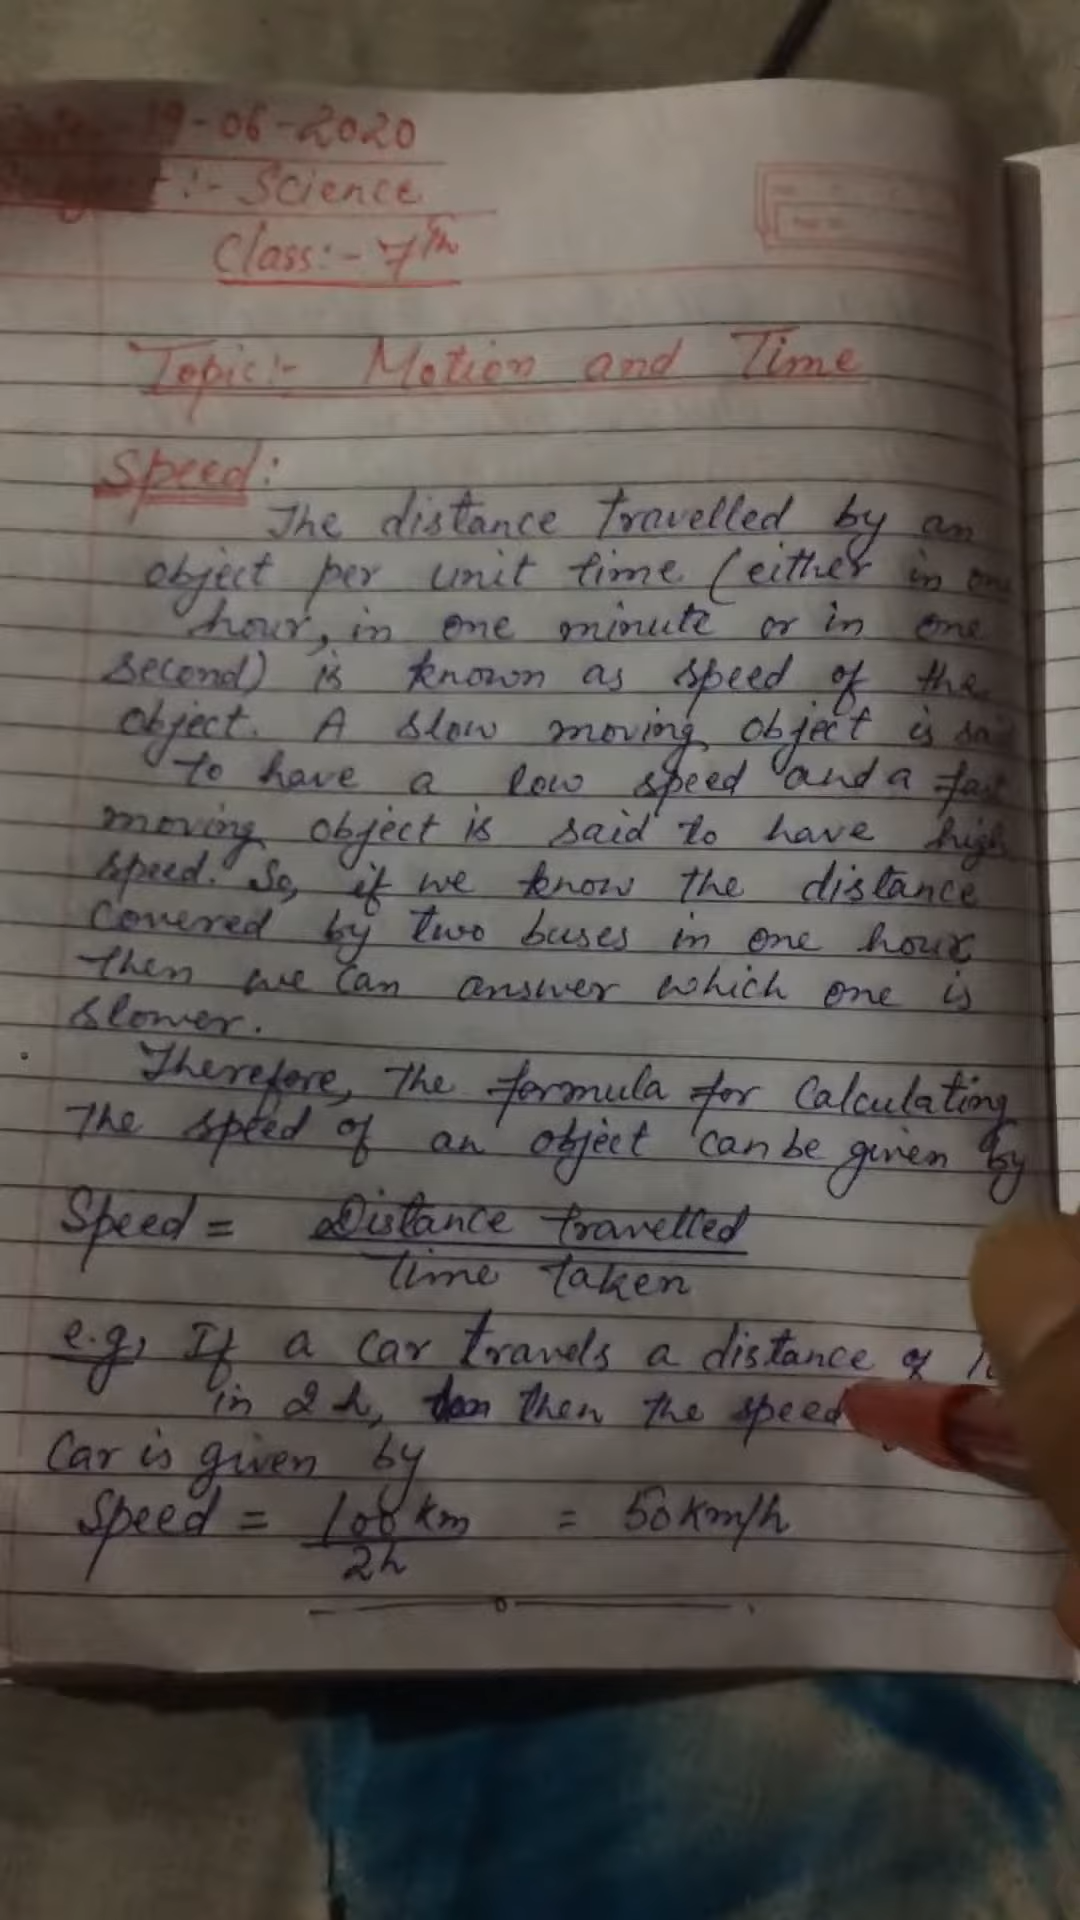 19-06-2020
:- Science
Class:- 7th
Topic:- Motion and Time
Speed:
The distance travelled by an
object per unit time (either in one
hour, in one minute or in one
second) is known as speed of the
object. A slow moving object is said
to have a low speed and a fast
moving object is said to have high
speed. So, if we know the distance
covered by two buses in one hour
then we can answer which one is
slower.
Therefore, the formula for calculating
the speed of an object can be given by
Speed = Distance travelled
Time taken
e.g, If a car travels a distance of
in 2 h, then the speed
car is given by
Speed = 100 km = 50 km/h
2h